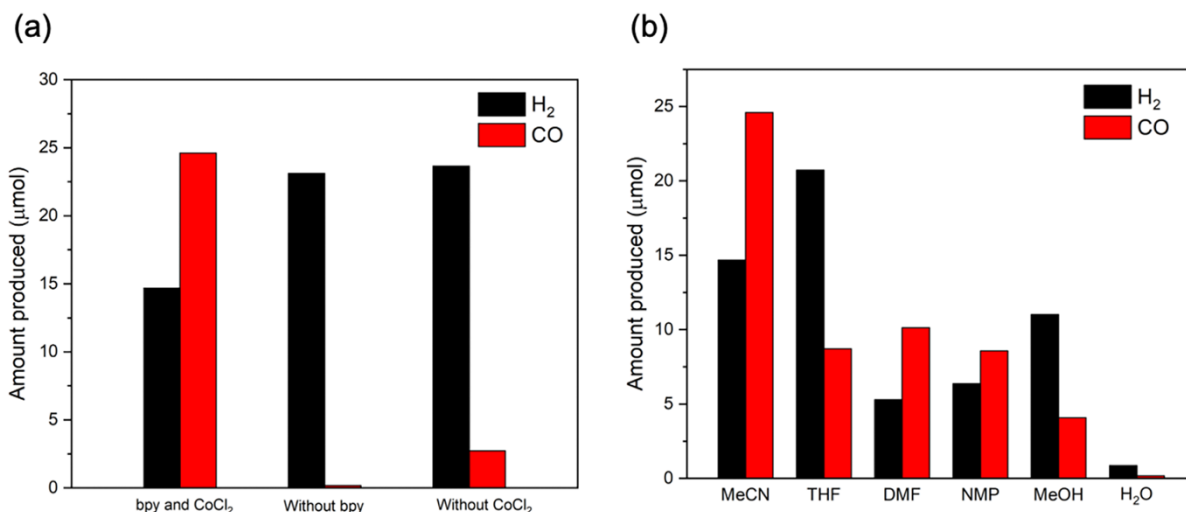 (a)
Amount produced (μmol)
30
25
20
15
10
5
0
H₂
CO
bpy and CoCl₂
Without bpy
Without CoCl₂
(b)
Amount produced (μmol)
25
20
15
10
5
0
H₂
CO
MeCN
THF
DMF
NMP
MeOH
H₂O